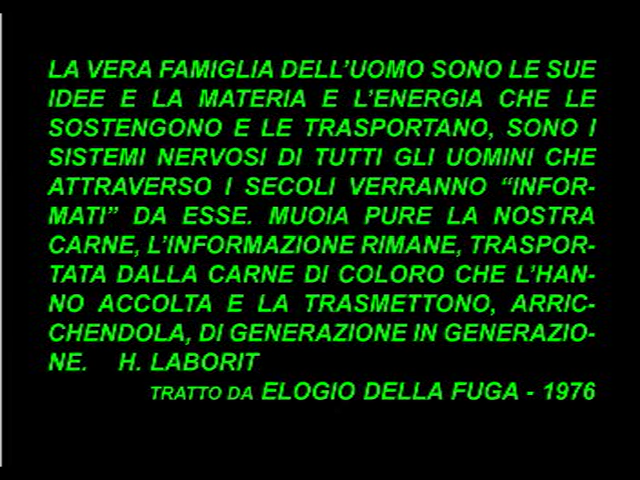 LA VERA FAMIGLIA DELL'UOMO SONO LE SUE
IDEE E LA MATERIA E L'ENERGIA CHE LE
SOSTENGONO E LE TRASPORTANO, SONO I
SISTEMI NERVOSI DI TUTTI GLI UOMINI CHE
ATTRAVERSO I SECOLI VERRANNO “INFOR-
MATI” DA ESSE. MUOIA PURE LA NOSTRA
CARNE, L'INFORMAZIONE RIMANE, TRASPOR-
TATA DALLA CARNE DI COLORO CHE L'HAN-
NO ACCOLTA E LA TRASMETTONO, ARRIC-
CHENDOLA, DI GENERAZIONE IN GENERAZIO-
NE. H. LABORIT
TRATTO DA ELOGIO DELLA FUGA - 1976